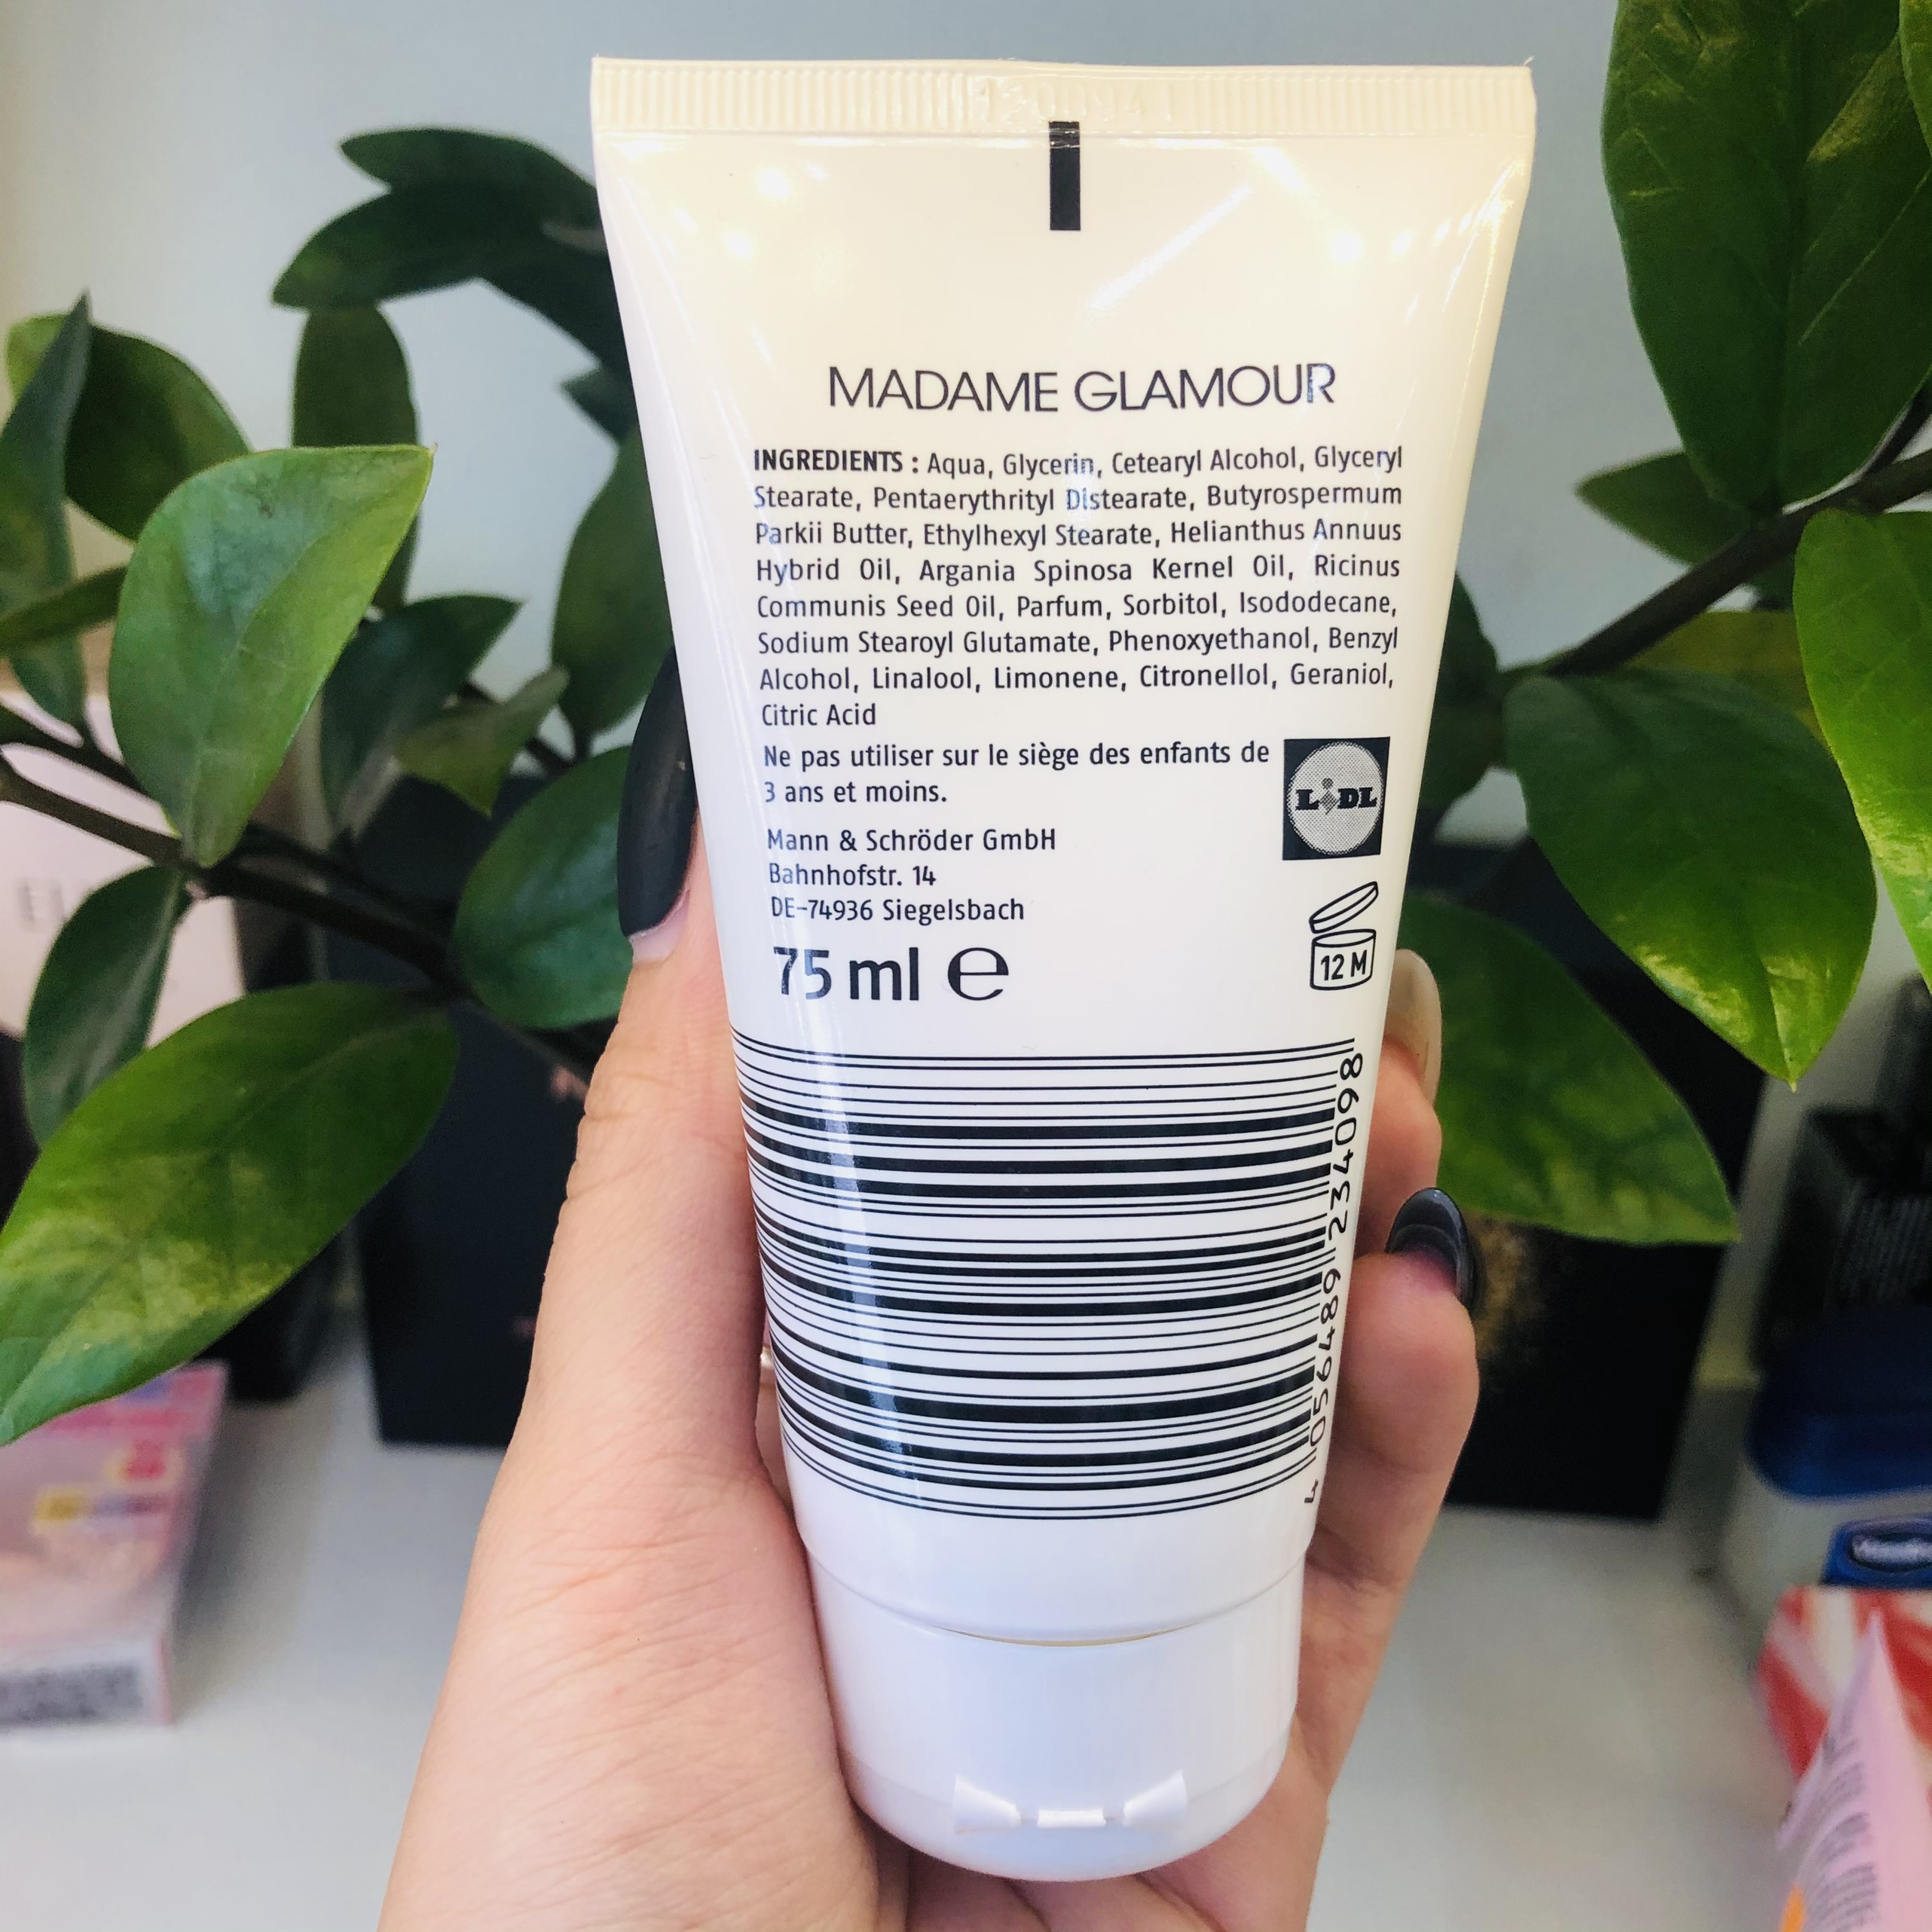 MADAME GLAMOUR
INGREDIENTS : Aqua, Glycerin, Cetearyl Alcohol, Glyceryl
Stearate, Pentaerythrityl Distearate, Butyrospermum
Parkii Butter, Ethylhexyl Stearate, Helianthus Annuus
Hybrid Oil, Argania Spinosa Kernel Oil, Ricinus
Communis Seed Oil, Parfum, Sorbitol, Isododecane,
Sodium Stearoyl Glutamate, Phenoxyethanol, Benzyl
Alcohol, Linalool, Limonene, Citronellol, Geraniol,
Citric Acid
Ne pas utiliser sur le siège des enfants de
3 ans et moins.
LIDL
Mann & Schröder GmbH
Bahnhofstr. 14
DE-74936 Siegelsbach
75 ml e
12 M
4 056489 234098